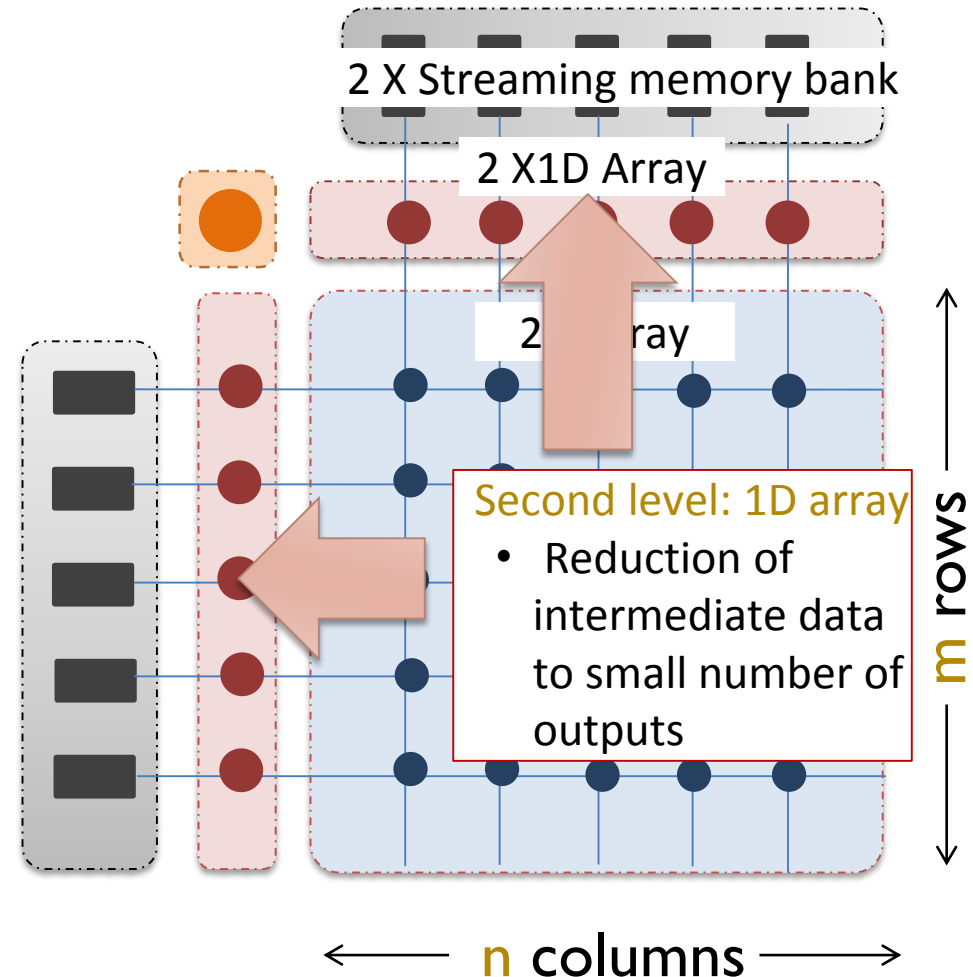 2 X Streaming memory bank
2 X1D Array
2 ray
Second level: 1D array
• Reduction of
intermediate data
to small number of
outputs
m rows
n columns